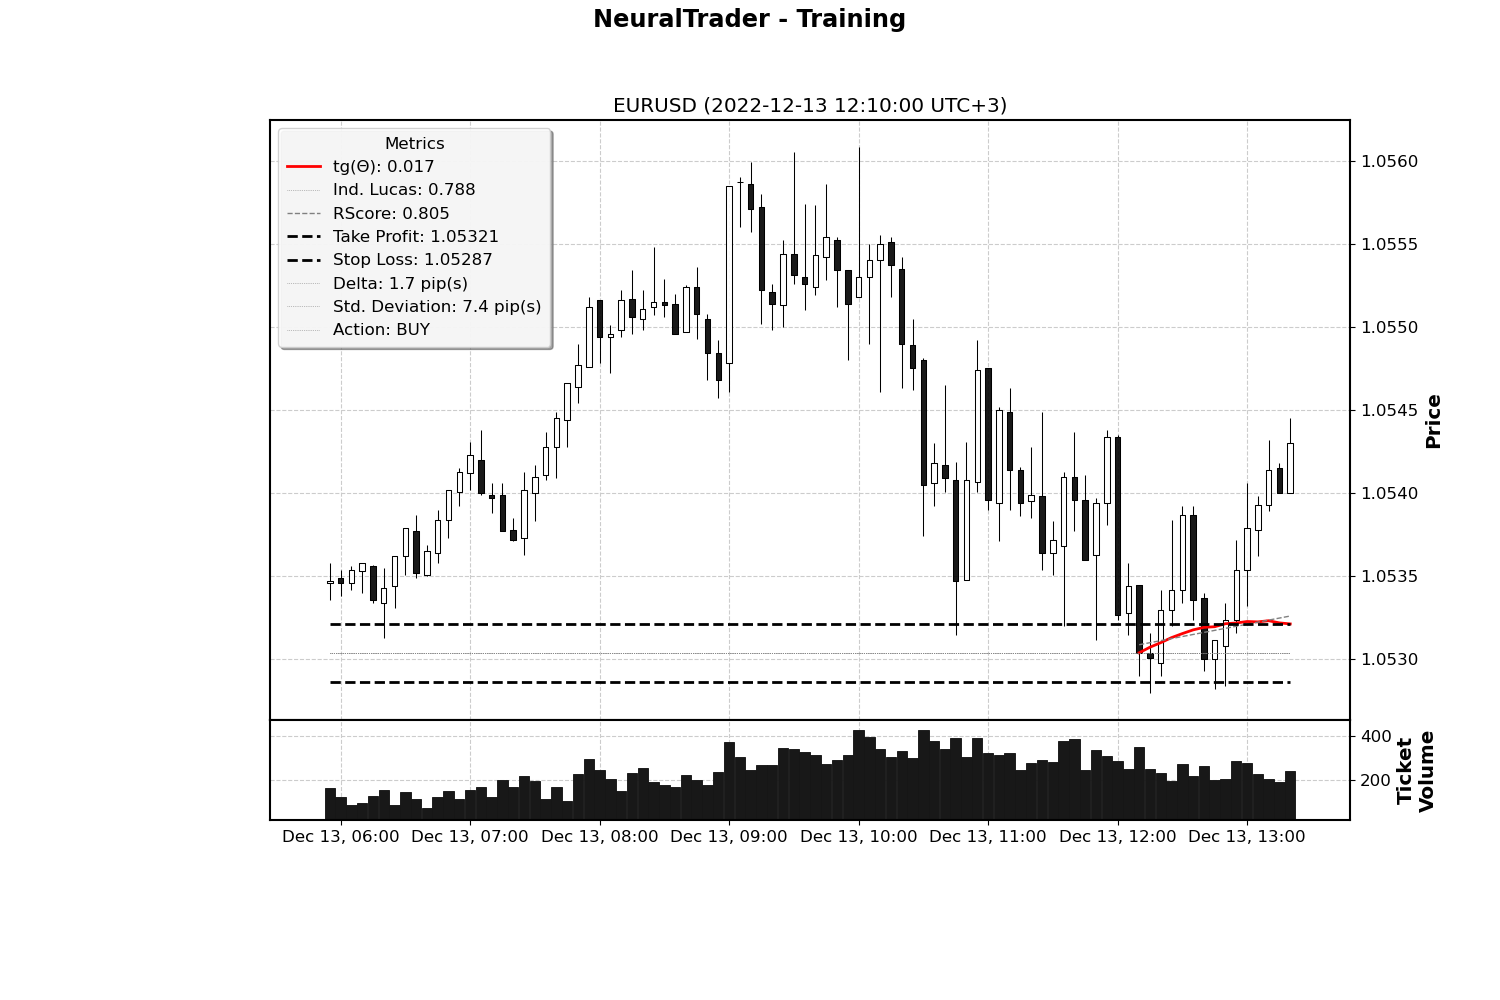 NeuralTrader - Training
EURUSD (2022-12-13 12:10:00 UTC+3)
Metrics
tg(Θ): 0.017
Ind. Lucas: 0.788
RScore: 0.805
Take Profit: 1.05321
Stop Loss: 1.05287
Delta: 1.7 pip(s)
Std. Deviation: 7.4 pip(s)
Action: BUY
1.0560
1.0555
1.0550
1.0545
1.0540
1.0535
1.0530
Price
400
200
Ticket
Volume
Dec 13, 06:00 Dec 13, 07:00 Dec 13, 08:00 Dec 13, 09:00 Dec 13, 10:00 Dec 13, 11:00 Dec 13, 12:00 Dec 13, 13:00